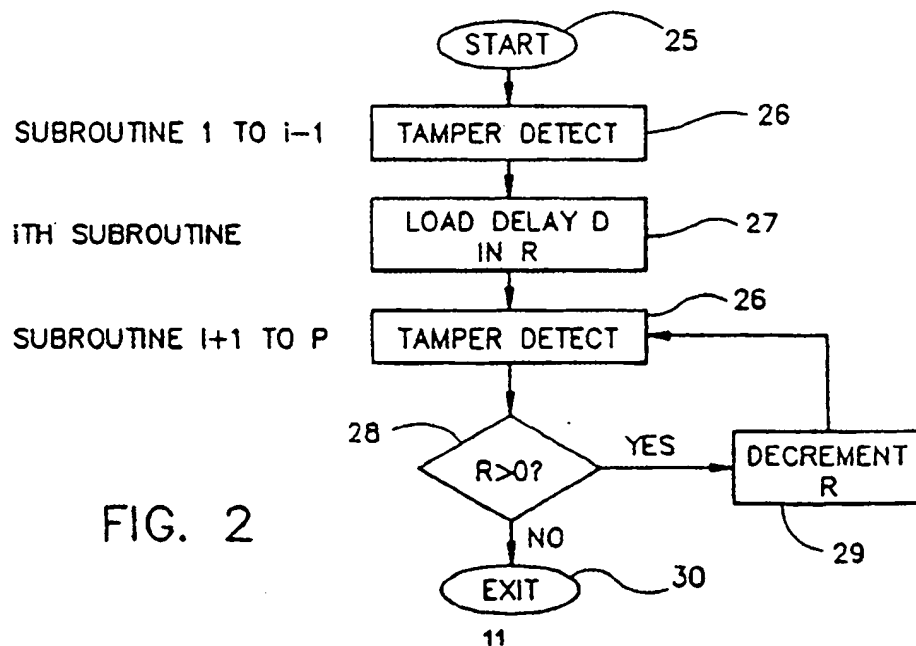 START
25
SUBROUTINE 1 TO i-1
TAMPER DETECT
26
iTH SUBROUTINE
LOAD DELAY D
IN R
27
26
SUBROUTINE I+1 TO P
TAMPER DETECT
28
R>0?
YES
DECREMENT
R
29
FIG. 2
NO
EXIT
30
11